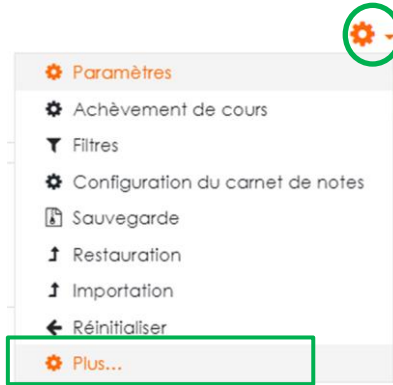 Paramètres
Achèvement de cours
Filtres
Configuration du carnet de notes
Sauvegarde
Restauration
Importation
Réinitialiser
Plus...